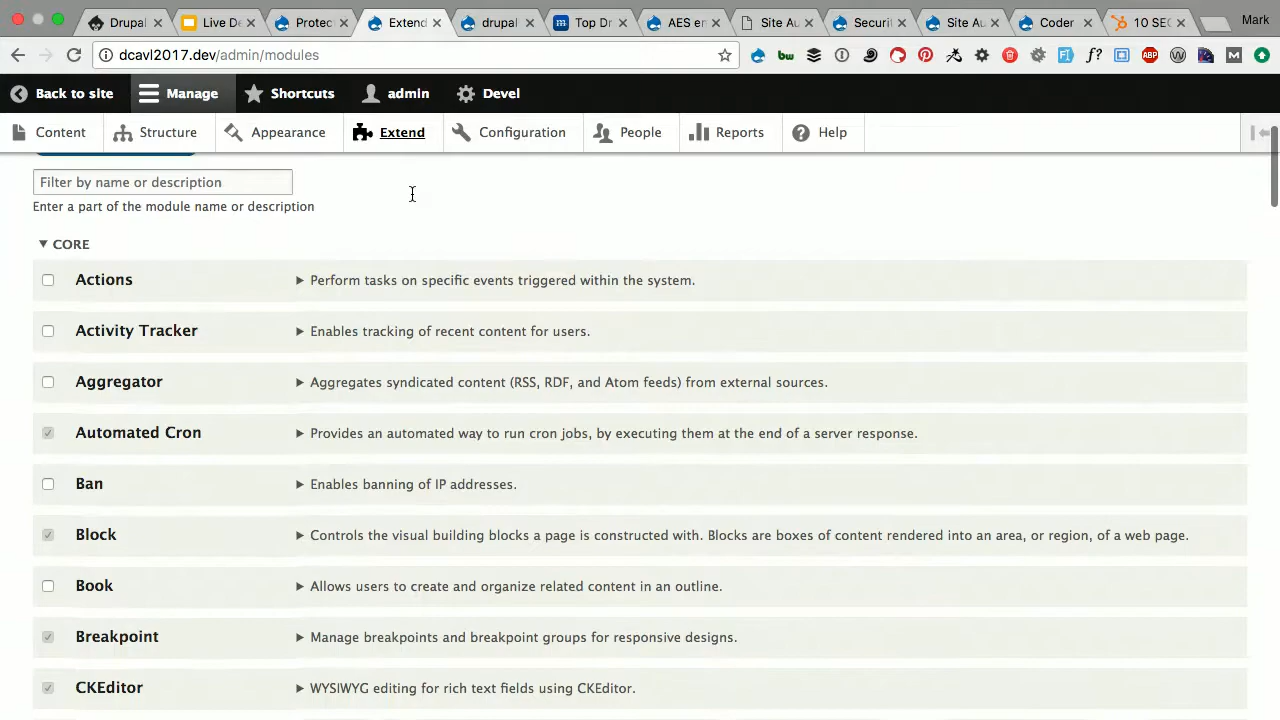 Drupal
Live De
Protec
Extend
drupal
Top Dr
AES en
Site Au
Securit
Site Au
Coder
10 SEC
Mark
dcavl2017.dev/admin/modules
Back to site
Manage
Shortcuts
admin
Devel
Content
Structure
Appearance
Extend
Configuration
People
Reports
Help
Filter by name or description
Enter a part of the module name or description
CORE
Actions Perform tasks on specific events triggered within the system.
Activity Tracker Enables tracking of recent content for users.
Aggregator Aggregates syndicated content (RSS, RDF, and Atom feeds) from external sources.
Automated Cron Provides an automated way to run cron jobs, by executing them at the end of a server response.
Ban Enables banning of IP addresses.
Block Controls the visual building blocks a page is constructed with. Blocks are boxes of content rendered into an area, or region, of a web page.
Book Allows users to create and organize related content in an outline.
Breakpoint Manage breakpoints and breakpoint groups for responsive designs.
CKEditor WYSIWYG editing for rich text fields using CKEditor.